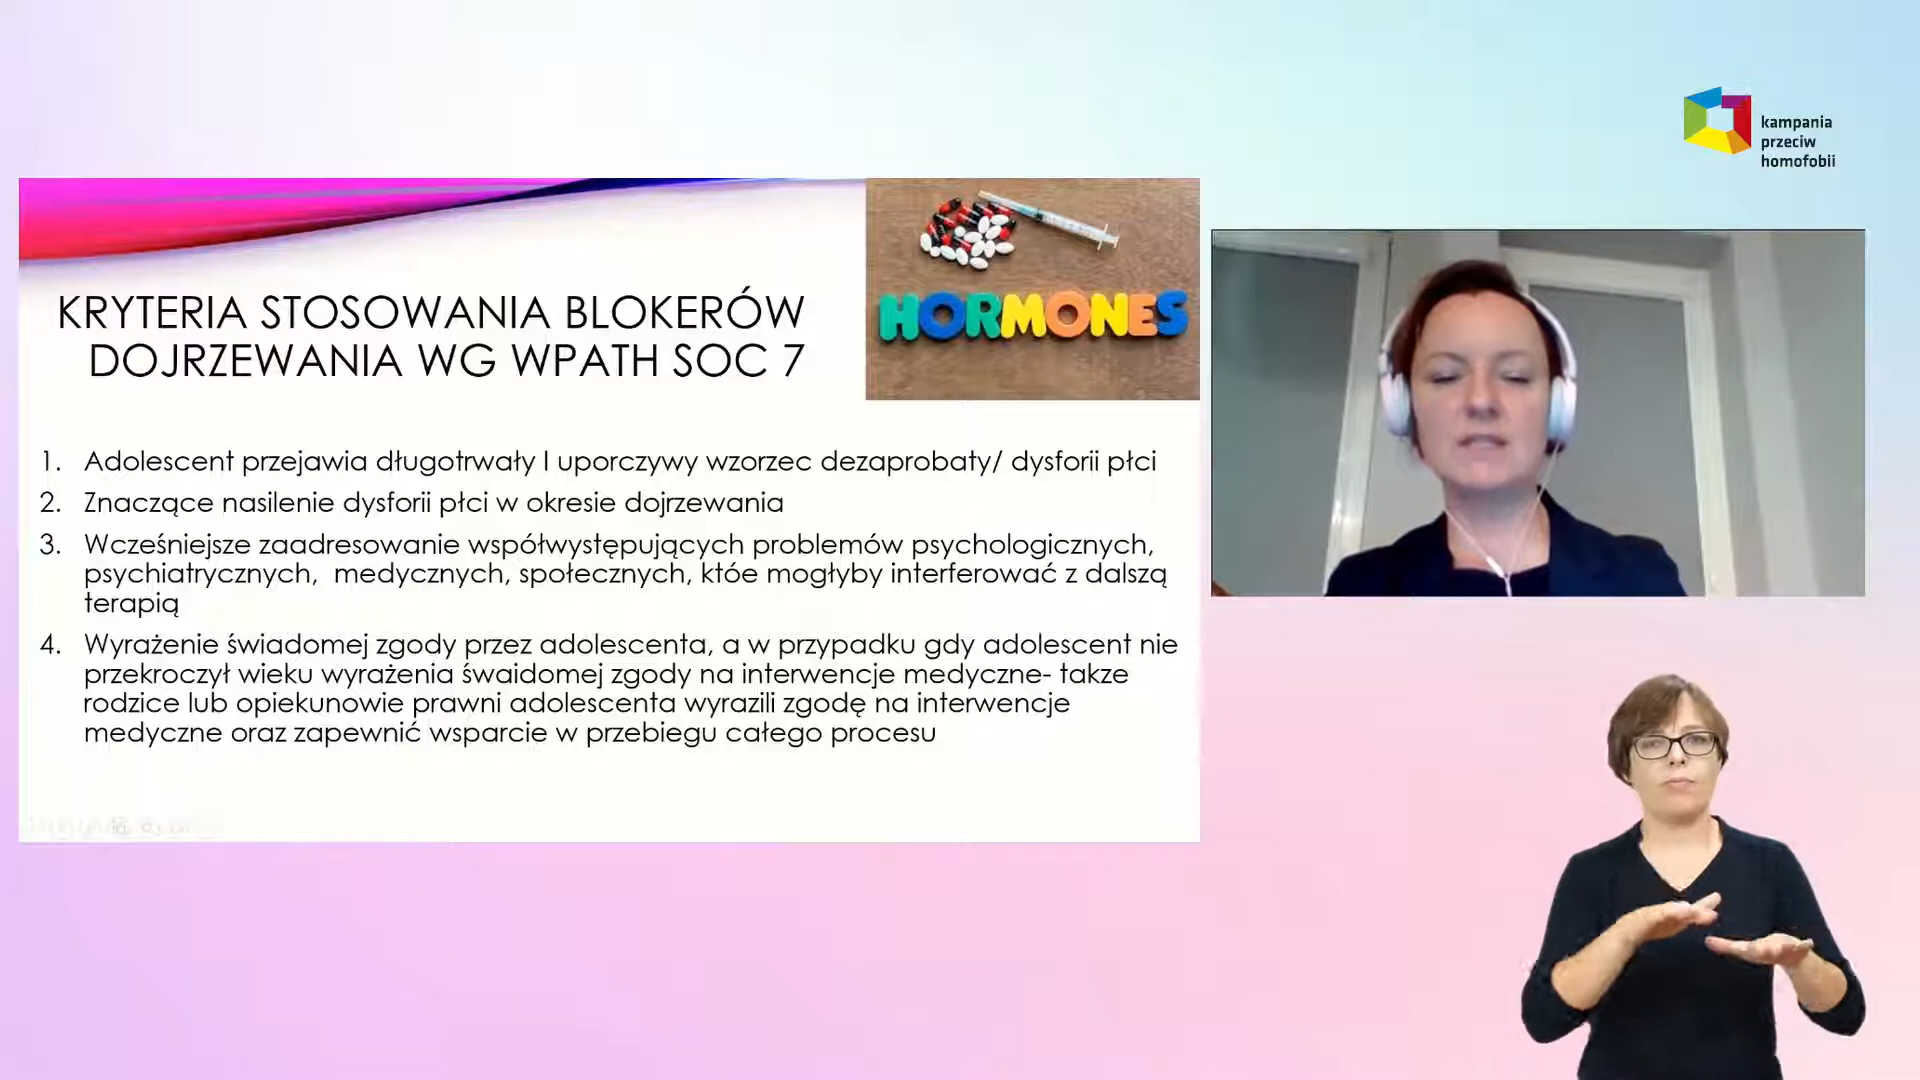 kampania
przeciw
homofobii
HORMONES
KRYTERIA STOSOWANIA BLOKERÓW
DOJRZEWANIA WG WPATH SOC 7
1. Adolescent przejawia długotrwały I uporczywy wzorzec dezaprobaty/ dysforii płci
2. Znaczące nasilenie dysforii płci w okresie dojrzewania
3. Wcześniejsze zaadresowanie współwystępujących problemów psychologicznych,
psychiatrycznych, medycznych, społecznych, któe mogłyby interferować z dalszą
terapią
4. Wyrażenie świadomej zgody przez adolescenta, a w przypadku gdy adolescent nie
przekroczył wieku wyrażenia śwaidomej zgody na interwencje medyczne- takze
rodzice lub opiekunowie prawni adolescenta wyrazili zgodę na interwencje
medyczne oraz zapewnić wsparcie w przebiegu całego procesu